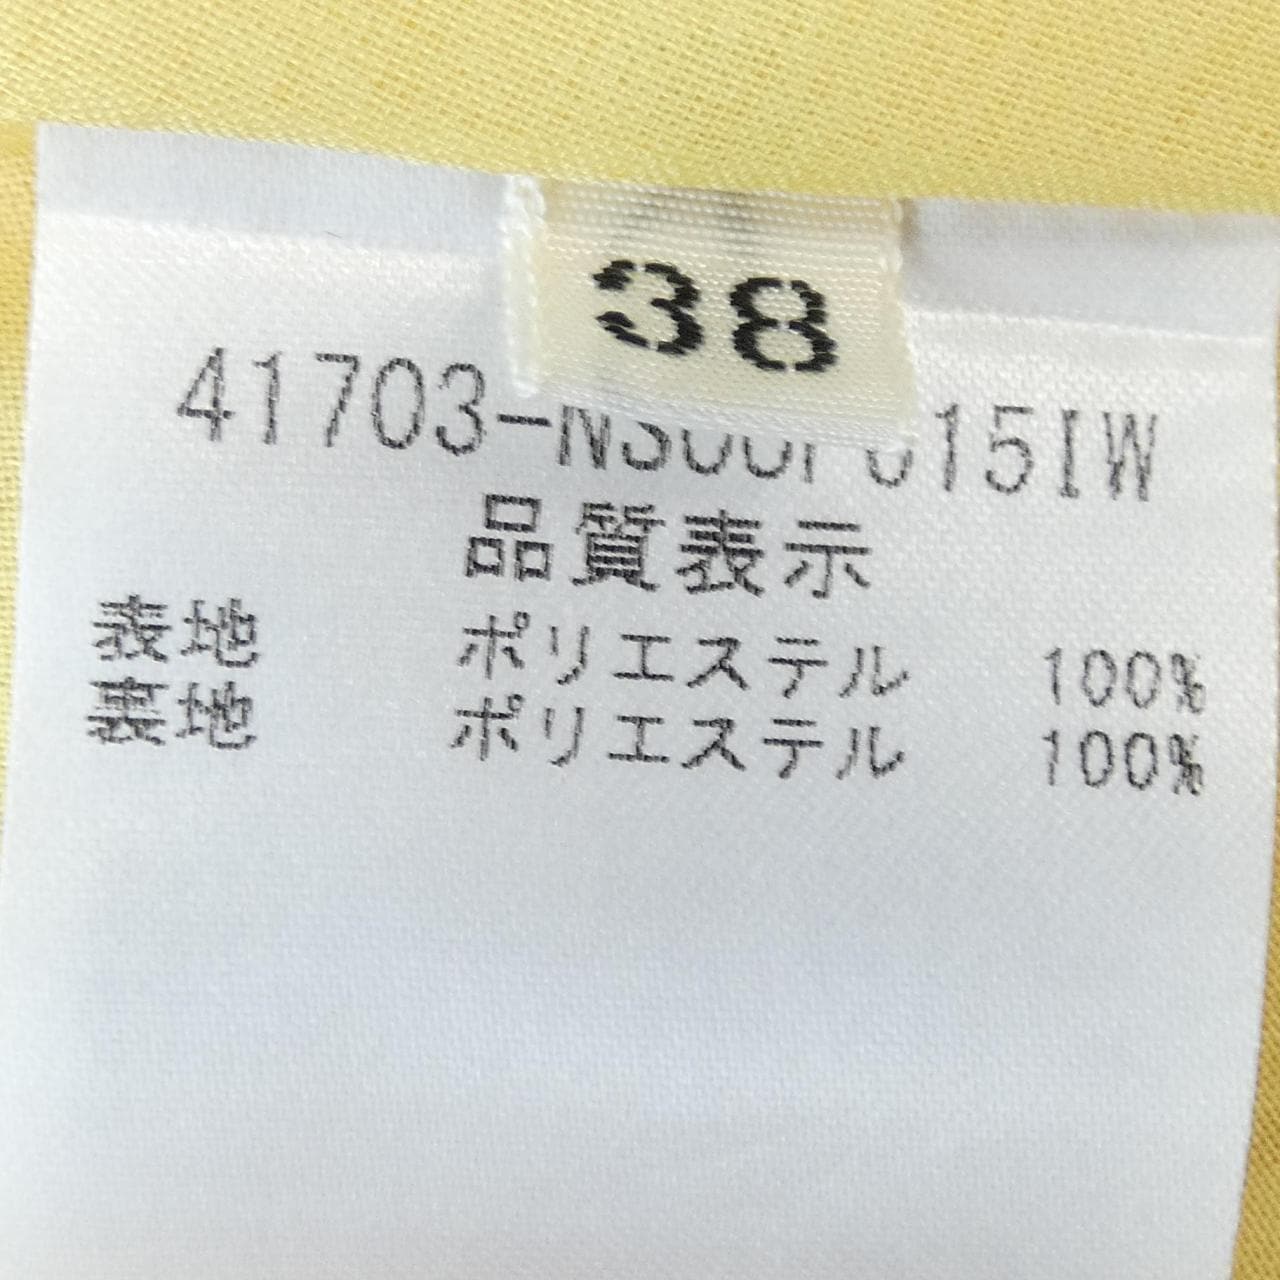 38
品質表示
表地 ポリエステル 100%
裏地 ポリエステル 100%